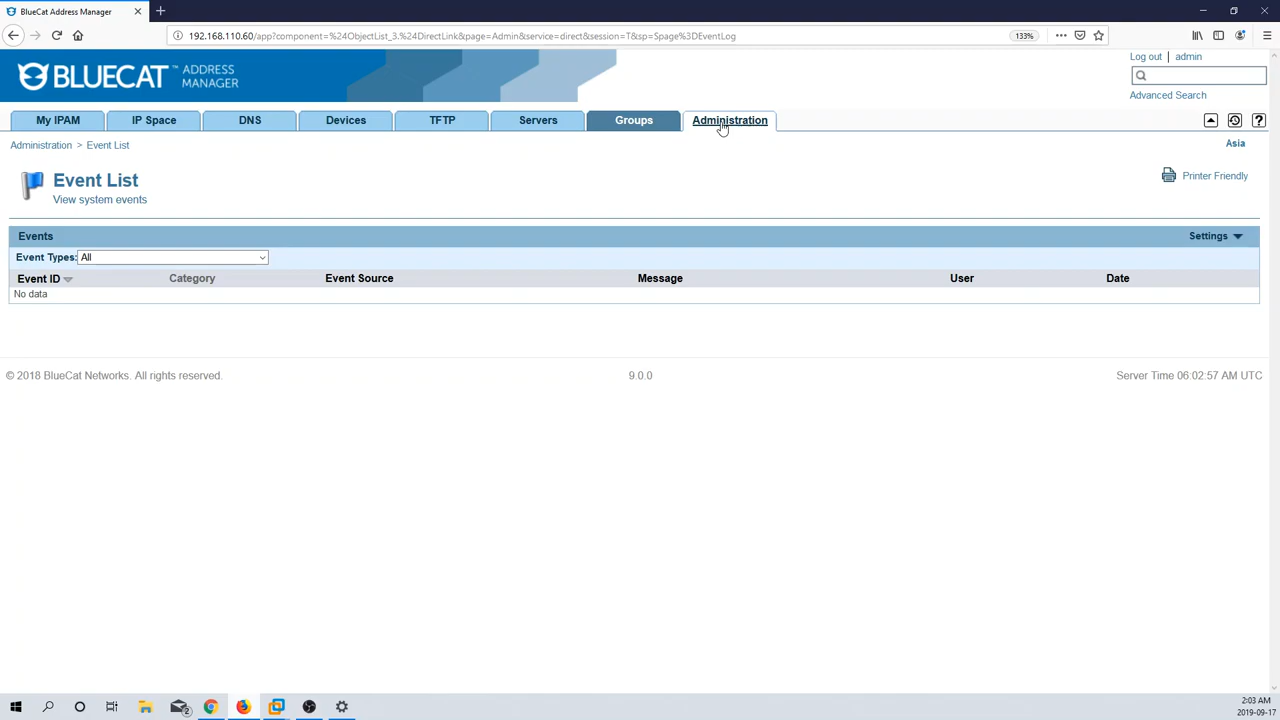 BlueCat Address Manager
192.168.110.60/app?component=%24ObjectList_3.%24DirectLink&page=Admin&service=direct&session=T&sp=Spage%3DEventLog
133%
BLUECAT™ ADDRESS MANAGER
Log out | admin
Advanced Search
My IPAM
IP Space
DNS
Devices
TFTP
Servers
Groups
Administration
Administration > Event List
Asia
Event List
View system events
Printer Friendly
Events
Settings
Event Types: All
Event ID
Category
Event Source
Message
User
Date
No data
© 2018 BlueCat Networks. All rights reserved.
9.0.0
Server Time 06:02:57 AM UTC
2
2:03 AM
2019-09-17